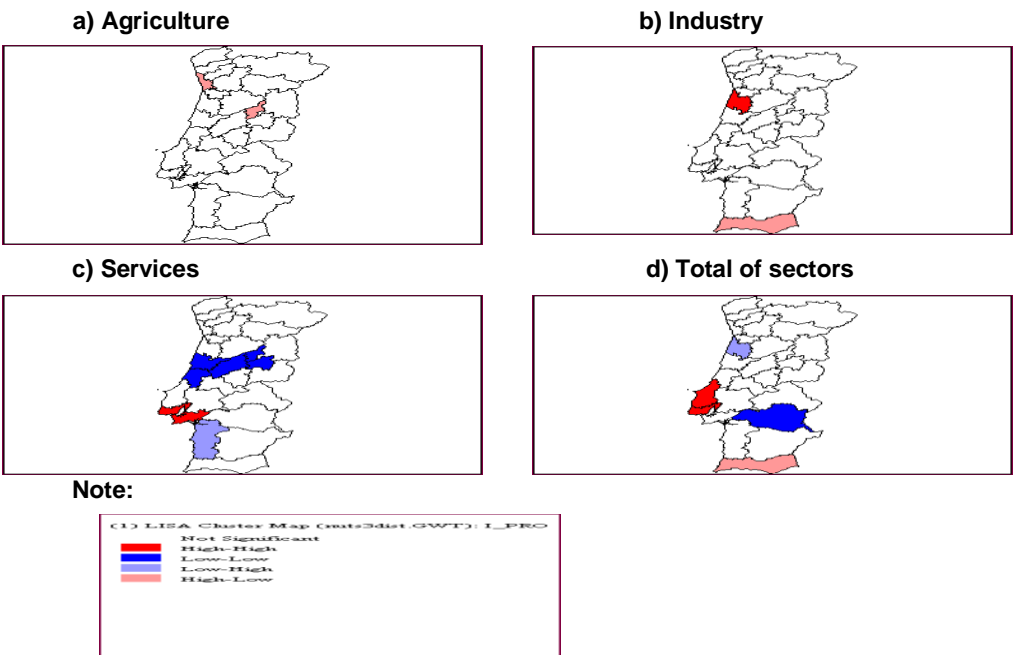 a) Agriculture
b) Industry
c) Services
d) Total of sectors
Note:
(1) LISA Cluster Map (nuts3dist.GWT): I_PRO
Not Significant
High-High
Low-Low
Low-High
High-Low